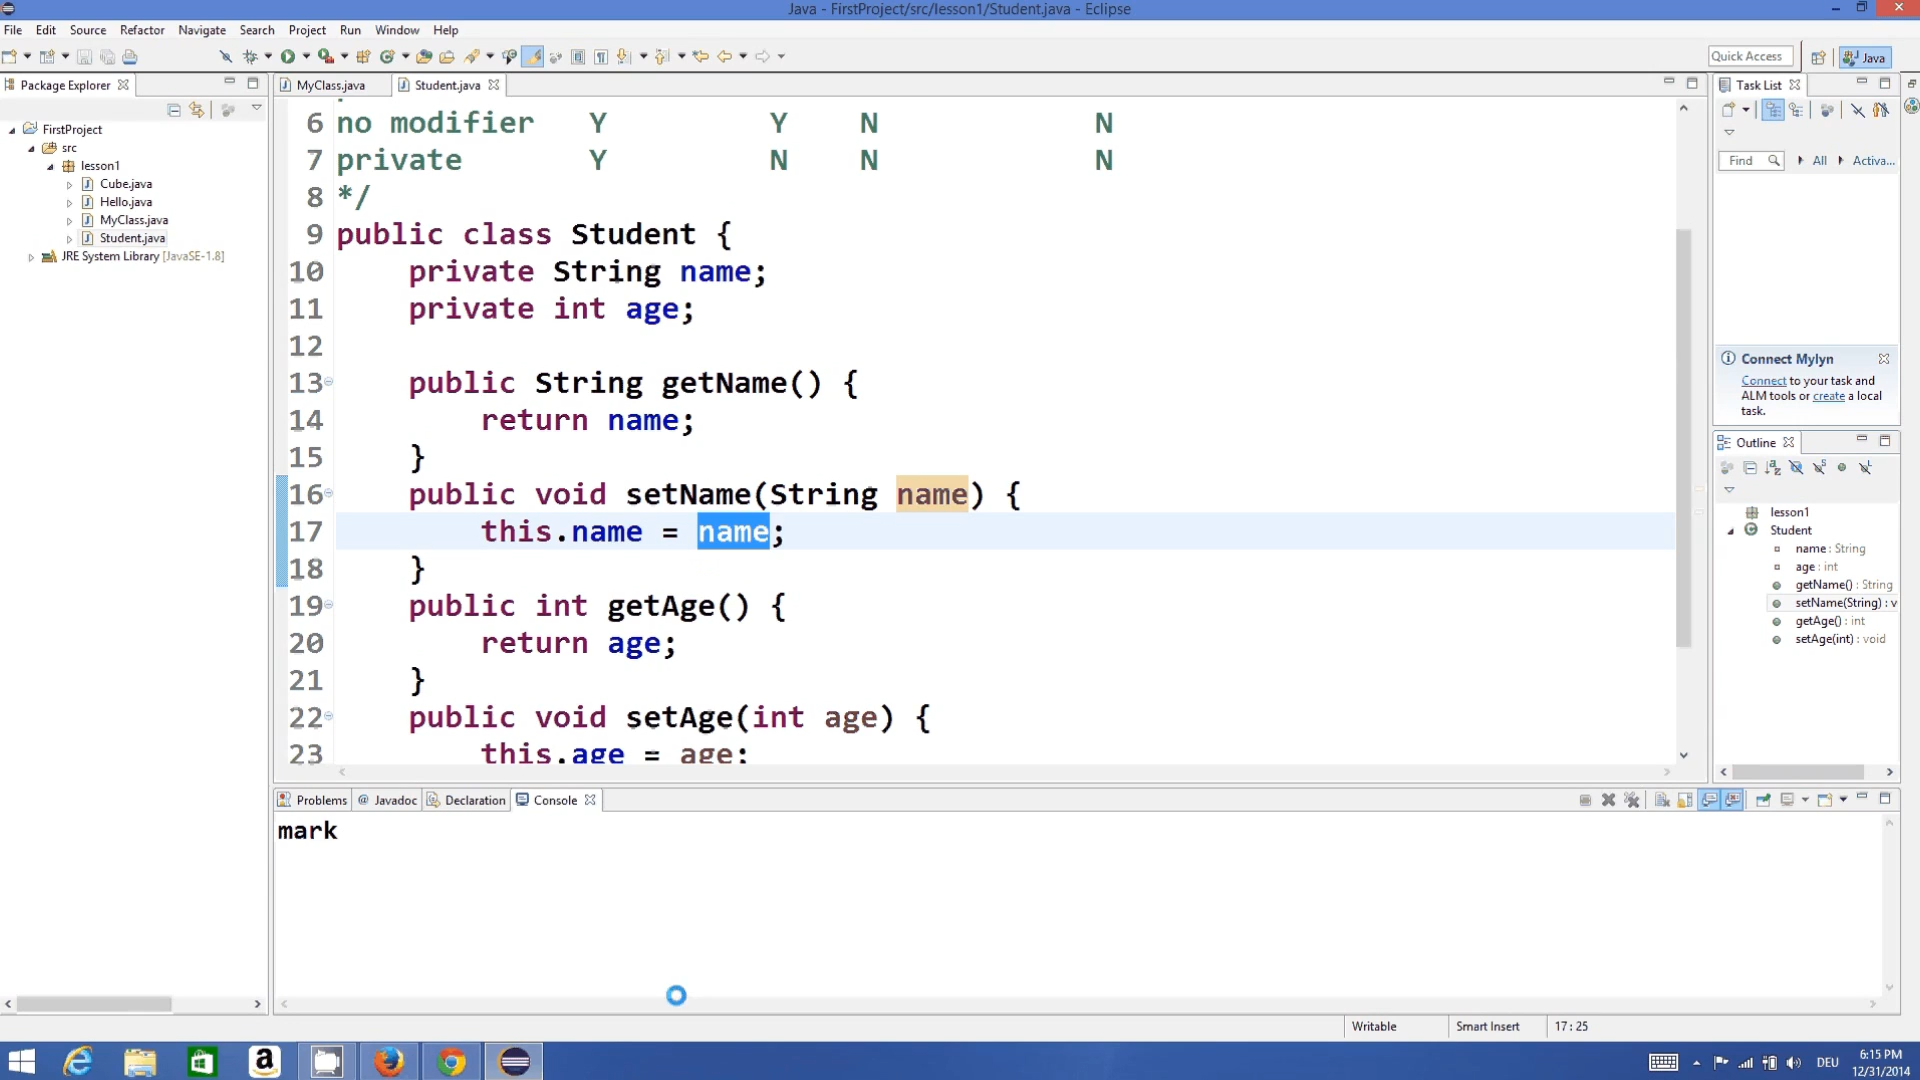 Java - FirstProject/src/lesson1/Student.java - Eclipse
File Edit Source Refactor Navigate Search Project Run Window Help
Quick Access
Java
Package Explorer
FirstProject
src
lesson1
Cube.java
Hello.java
MyClass.java
Student.java
JRE System Library [JavaSE-1.8]
MyClass.java
Student.java
6 no modifier Y Y N N
7 private Y N N N
8 */
9 public class Student {
10 private String name;
11 private int age;
12
13 public String getName() {
14 return name;
15 }
16 public void setName(String name) {
17 this.name = name;
18 }
19 public int getAge() {
20 return age;
21 }
22 public void setAge(int age) {
23 this.age = age;
Task List
Find All Activa...
Connect Mylyn
Connect to your task and
ALM tools or create a local
task.
Outline
lesson1
Student
name : String
age : int
getName() : String
setName(String) : v
getAge() : int
setAge(int) : void
Problems @ Javadoc Declaration Console
mark
Writable Smart Insert 17 : 25
DEU
6:15 PM
12/31/2014